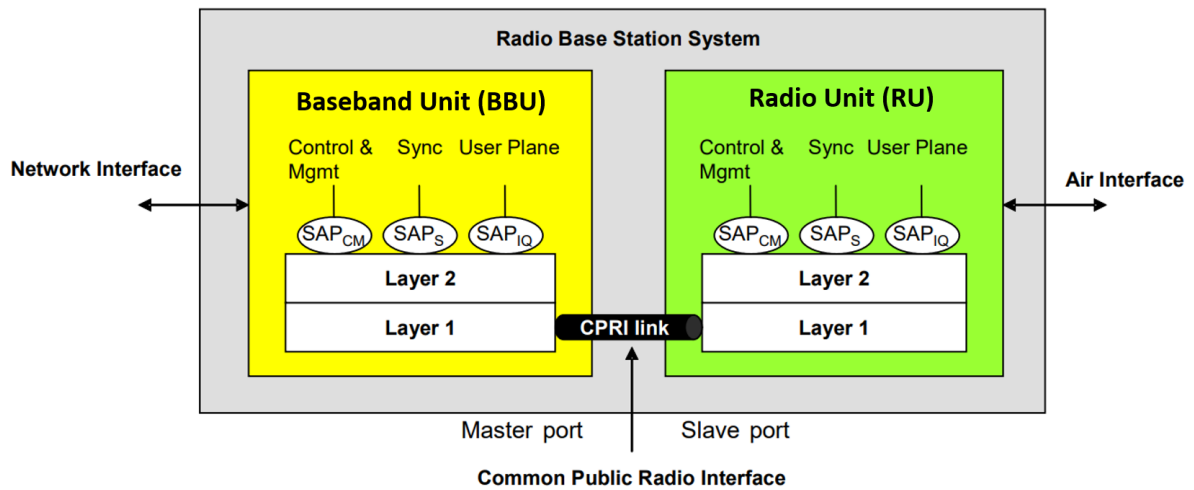 Radio Base Station System
Baseband Unit (BBU)
Radio Unit (RU)
Control & Mgmt
Sync
User Plane
Control & Mgmt
Sync
User Plane
Network Interface
Air Interface
SAPCM
SAPS
SAPIQ
SAPCM
SAPS
SAPIQ
Layer 2
Layer 2
Layer 1
CPRI link
Layer 1
Master port
Slave port
Common Public Radio Interface